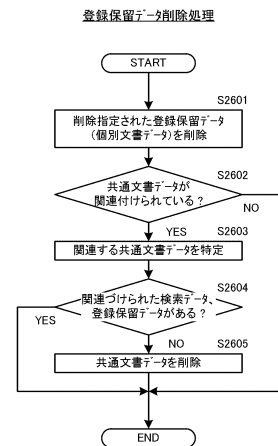 登録保留データ削除処理
START
S2601
削除指定された登録保留データ
(個別文書データ)を削除
S2602
共通文書データが
関連付けられている？
NO
YES
S2603
関連する共通文書データを特定
S2604
関連づけられた検索データ、
登録保留データがある？
YES
NO
S2605
共通文書データを削除
END